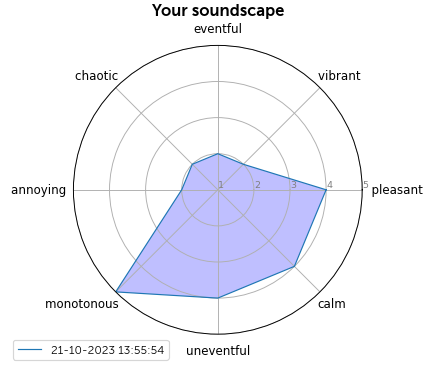 Your soundscape
eventful
chaotic
vibrant
annoying
1
2
3
4
5
pleasant
monotonous
calm
21-10-2023 13:55:54
uneventful